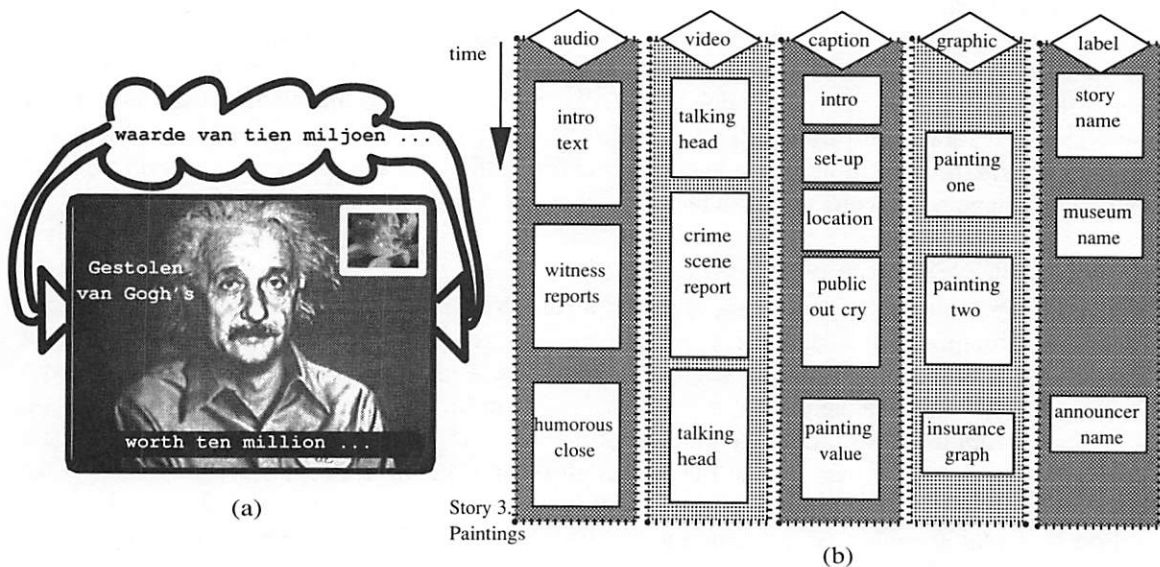 waarde van tien miljoen ...
Gestolen
van Gogh's
worth ten million ...
(a)
time
audio
video
caption
graphic
label
intro
text
witness
reports
humorous
close
talking
head
crime
scene
report
talking
head
intro
set-up
location
public
out cry
painting
value
painting
one
painting
two
insurance
graph
story
name
museum
name
announcer
name
Story 3.
Paintings
(b)